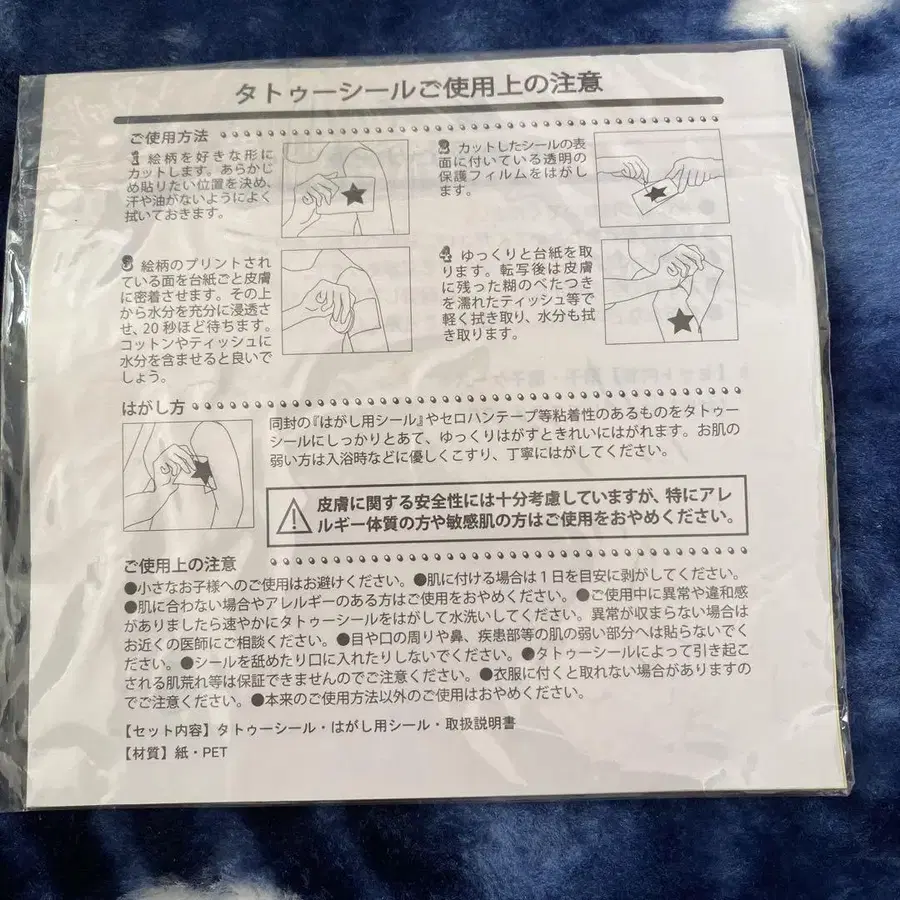 タトゥーシールご使用上の注意
ご使用方法
1 絵柄を好きな形に
カットします。あらかじ
め貼りたい位置を決め、
汗や油がないようによく
拭いておきます。
2 カットしたシールの表
面に付いている透明の
保護フィルムをはがし
ます。
3 絵柄のプリントされ
ている面を台紙ごと皮膚
に密着させます。その上
から水分を充分に浸透さ
せ、20 秒ほど待ちます。
コットンやティッシュに
水分を含ませると良いで
しょう。
4 ゆっくりと台紙を取
ります。転写後は皮膚
に残った糊のべたつき
を濡れたティッシュ等で
軽く拭き取り、水分も拭
き取ります。
はがし方
同封の『はがし用シール』やセロハンテープ等粘着性のあるものをタトゥー
シールにしっかりとあて、ゆっくりはがすときれいにはがれます。お肌の
弱い方は入浴時などに優しくこすり、丁寧にはがしてください。
皮膚に関する安全性には十分考慮していますが、特にアレ
ルギー体質の方や敏感肌の方はご使用をおやめください。
ご使用上の注意
●小さなお子様へのご使用はお避けください。●肌に付ける場合は１日を目安に剥がしてください。
●肌に合わない場合やアレルギーのある方はご使用をおやめください。●ご使用中に異常や違和感
がありましたら速やかにタトゥーシールをはがして水洗いしてください。異常が収まらない場合は
お近くの医師にご相談ください。●目や口の周りや鼻、疾患部等の肌の弱い部分へは貼らないでく
ださい。●シールを舐めたり口に入れたりしないでください。●タトゥーシールによって引き起こ
される肌荒れ等は保証できませんのでご注意ください。●衣服に付くと取れない場合がありますの
でご注意ください。●本来のご使用方法以外のご使用はおやめください。
【セット内容】タトゥーシール・はがし用シール・取扱説明書
【材質】紙・PET